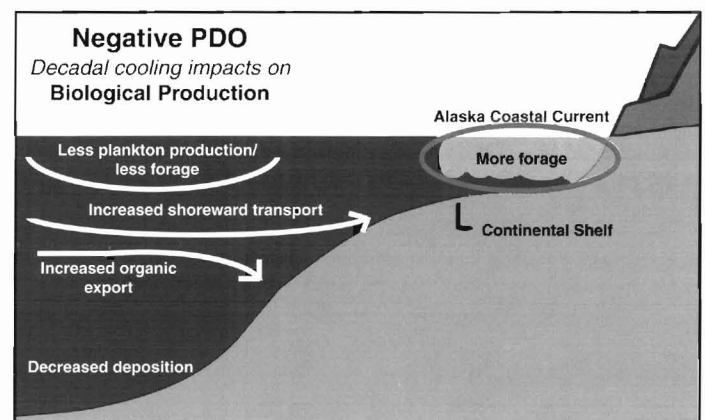 Negative PDO
Decadal cooling impacts on
Biological Production
Alaska Coastal Current
Less plankton production/
less forage
More forage
Increased shoreward transport
Continental Shelf
Increased organic
export
Decreased deposition